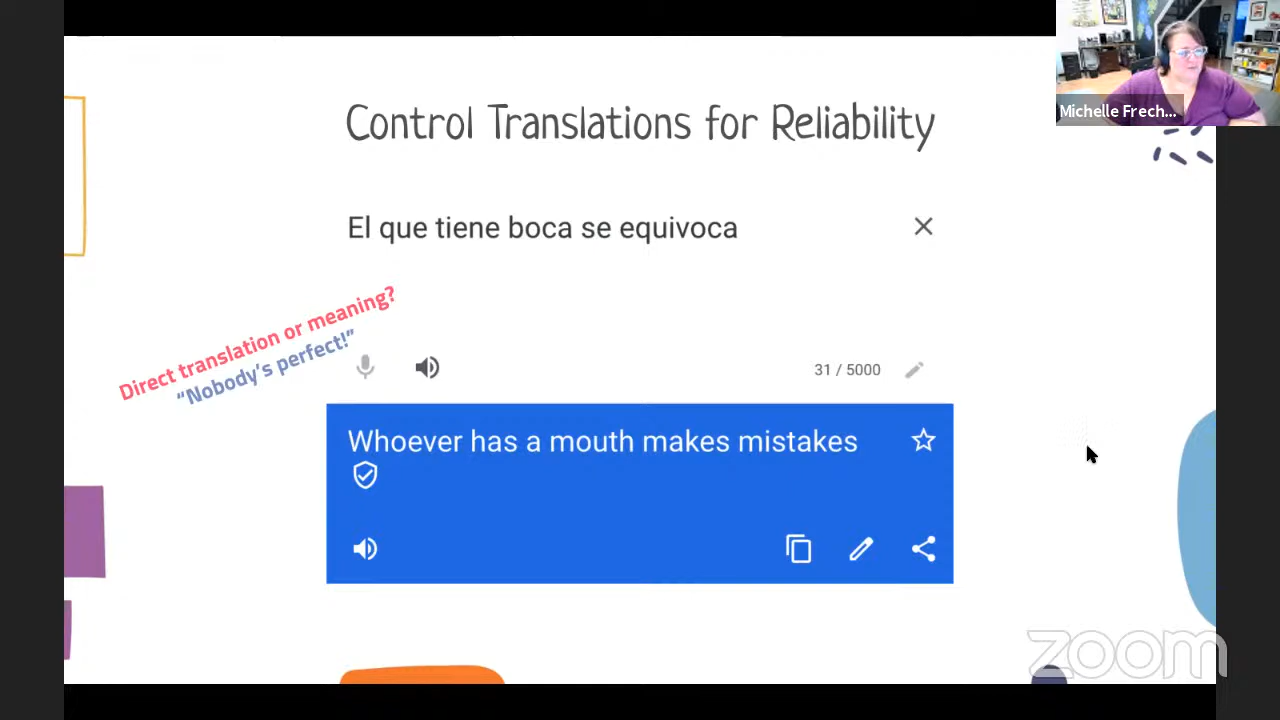 Michelle Frech...
Control Translations for Reliability
El que tiene boca se equivoca
Direct translation or meaning?
“Nobody's perfect!”
31 / 5000
Whoever has a mouth makes mistakes
zoom